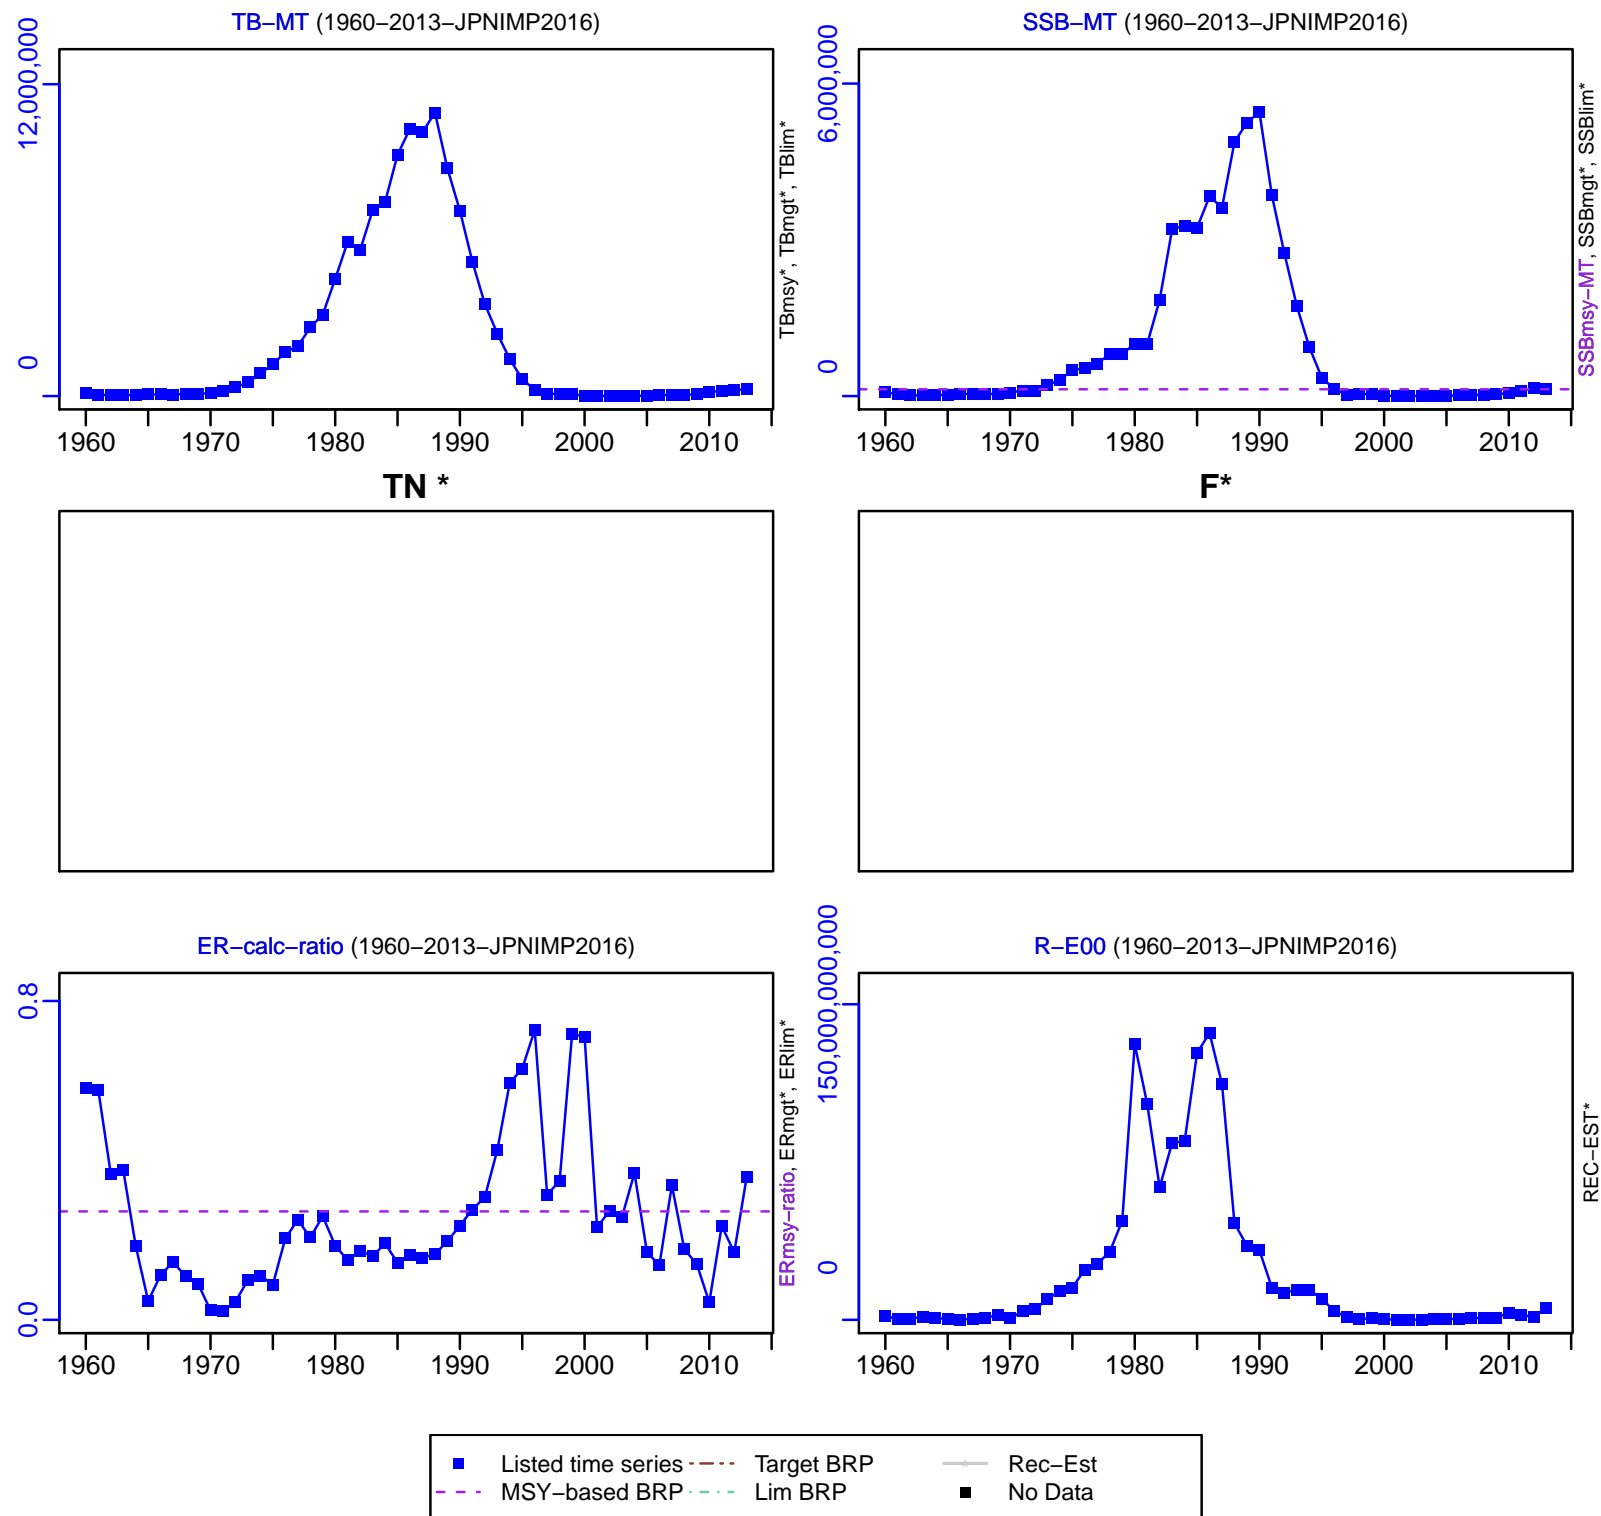 TB−MT (1960−2013−JPNIMP2016)
12,000,000
0
1960 1970 1980 1990 2000 2010
TBmsy*, TBmgt*, TBlim*
SSB−MT (1960−2013−JPNIMP2016)
6,000,000
0
1960 1970 1980 1990 2000 2010
SSBmsy−MT, SSBmgt*, SSBlim*
TN *
F*
ER−calc−ratio (1960−2013−JPNIMP2016)
0.8
0.0
1960 1970 1980 1990 2000 2010
ERmsy−ratio, ERmgt*, ERlim*
R−E00 (1960−2013−JPNIMP2016)
150,000,000,000
0
1960 1970 1980 1990 2000 2010
REC−EST*
Listed time series Target BRP Rec−Est
MSY−based BRP Lim BRP No Data